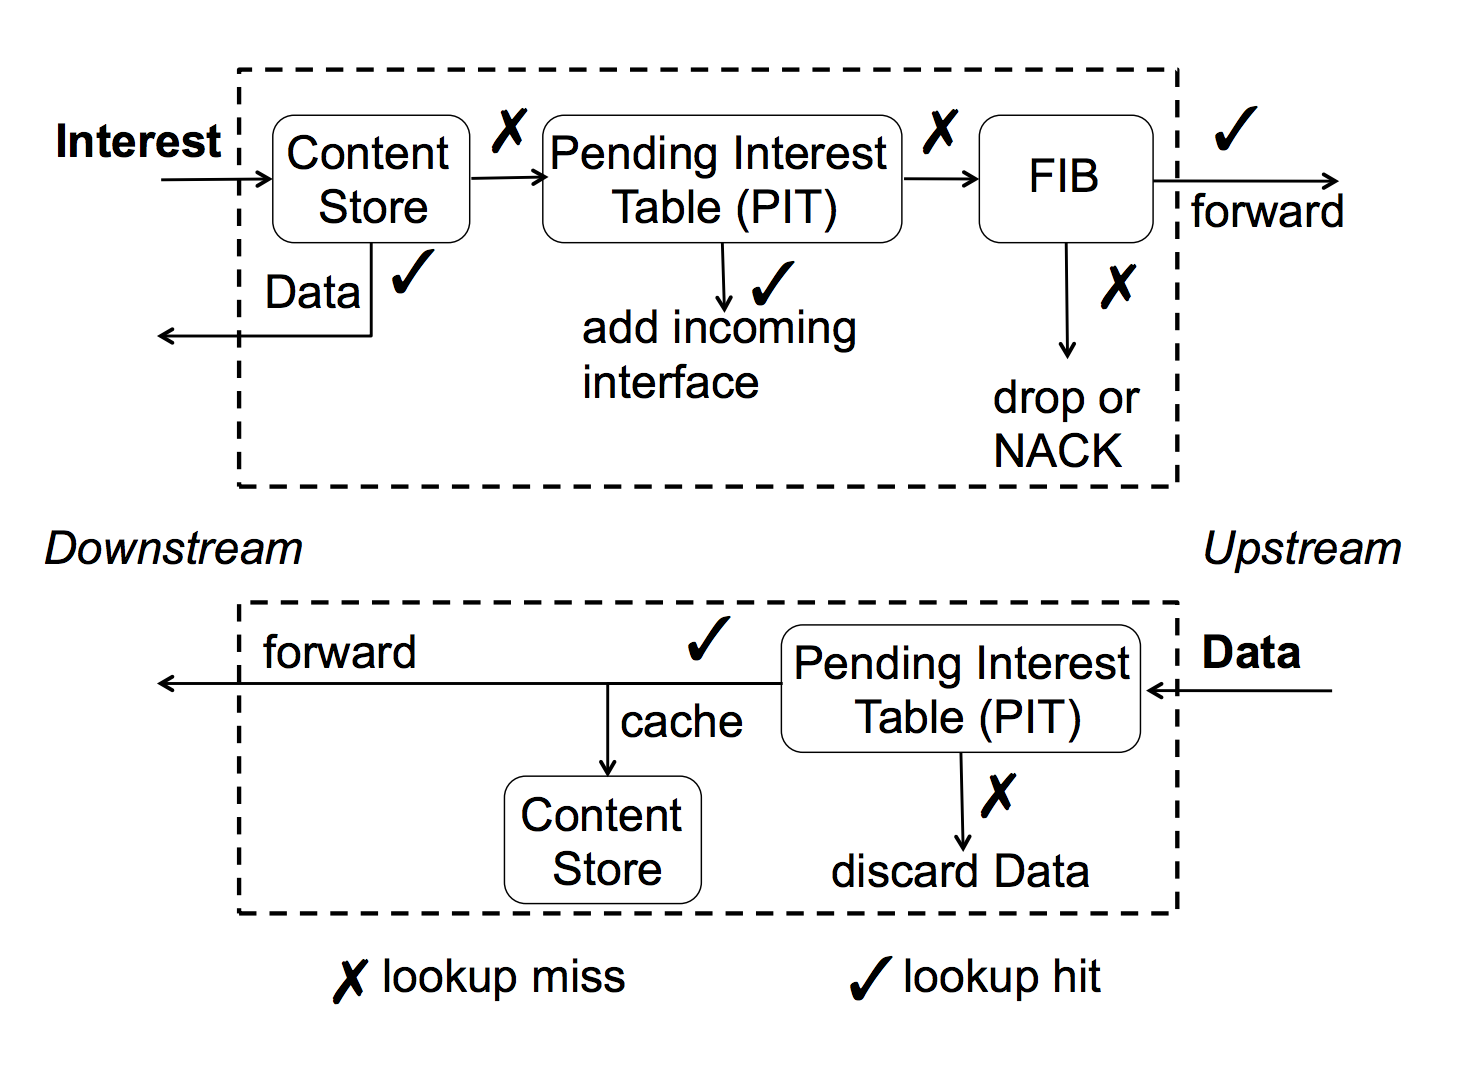 Interest
Content
Store
✗
Pending Interest
Table (PIT)
✗
FIB
✓
forward
Data
✓
✓
add incoming
interface
✗
drop or
NACK
Downstream
Upstream
forward
✓
Pending Interest
Table (PIT)
Data
cache
Content
Store
✗
discard Data
✗ lookup miss
✓ lookup hit